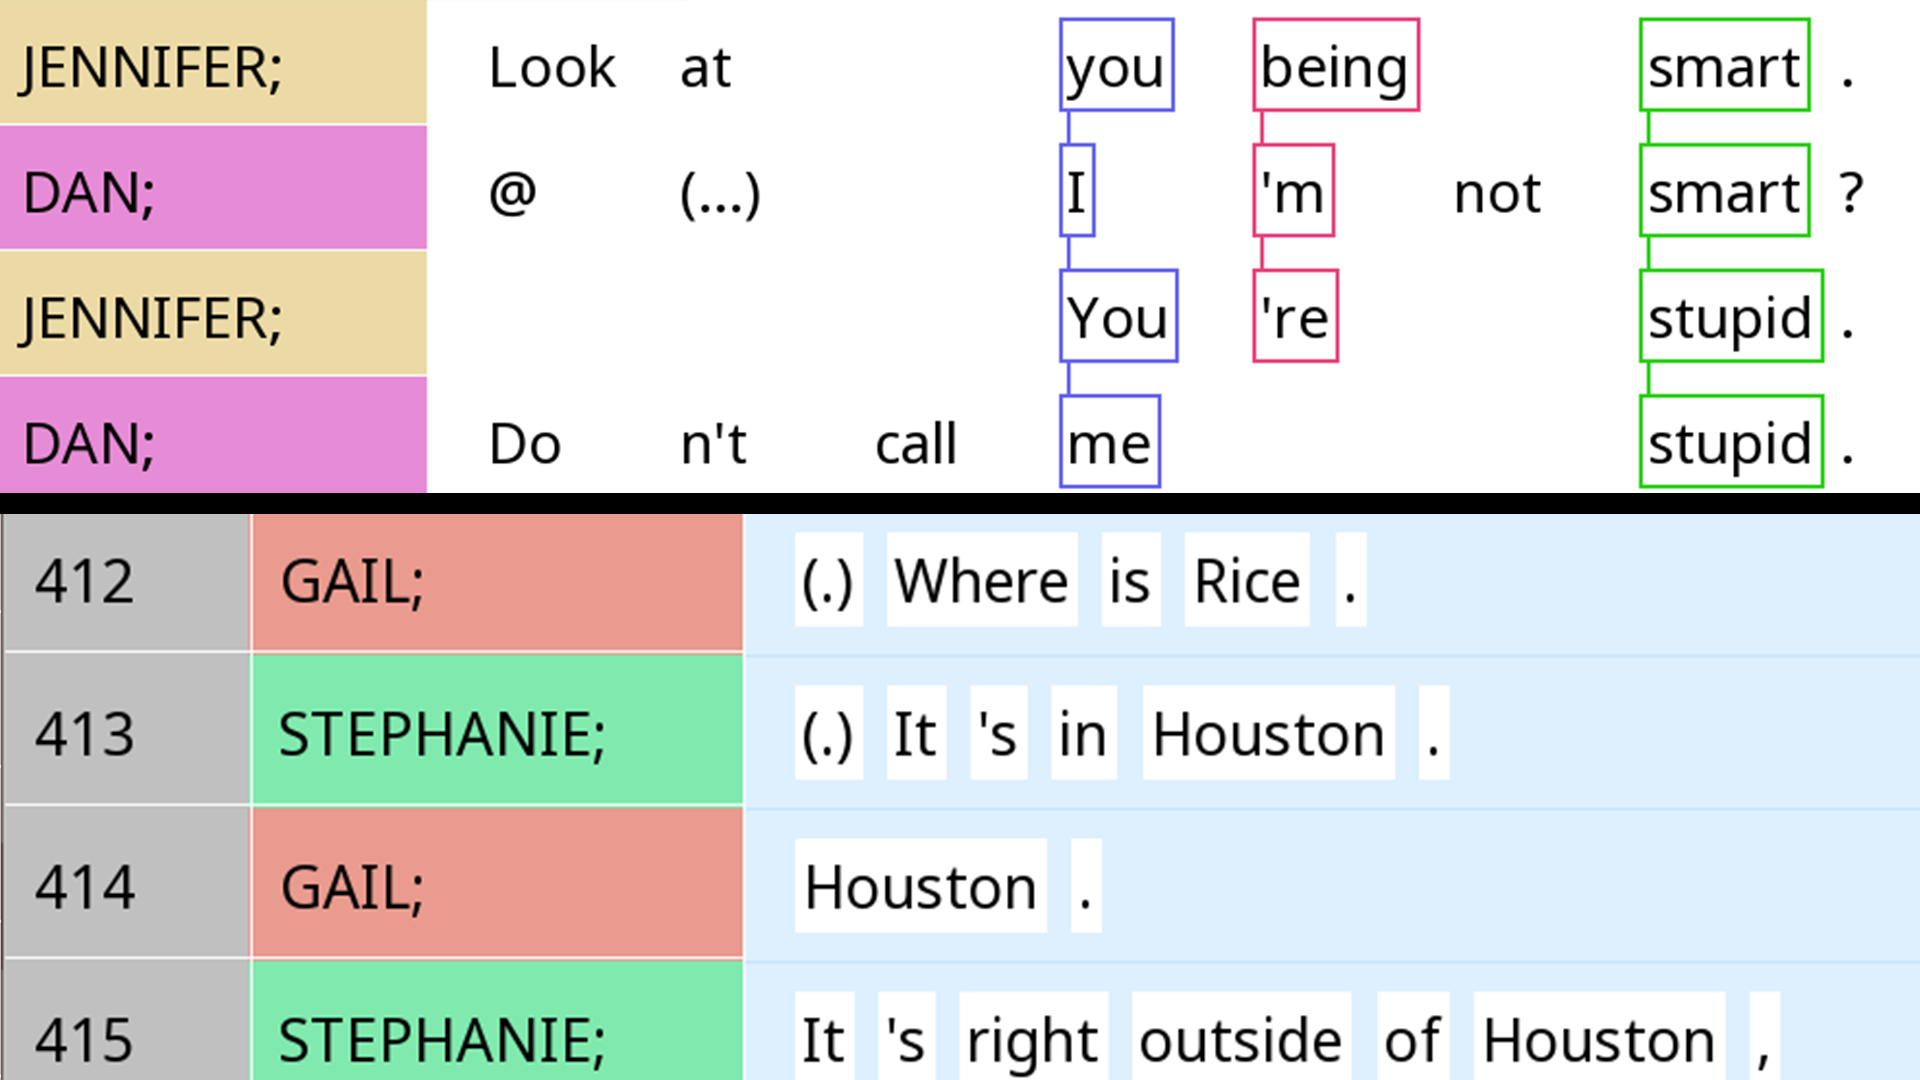 JENNIFER; Look at you being smart .
DAN; @ (...) I 'm not smart ?
JENNIFER; You 're stupid .
DAN; Do n't call me stupid .
412 GAIL; (.) Where is Rice .
413 STEPHANIE; (.) It 's in Houston .
414 GAIL; Houston .
415 STEPHANIE; It 's right outside of Houston ,